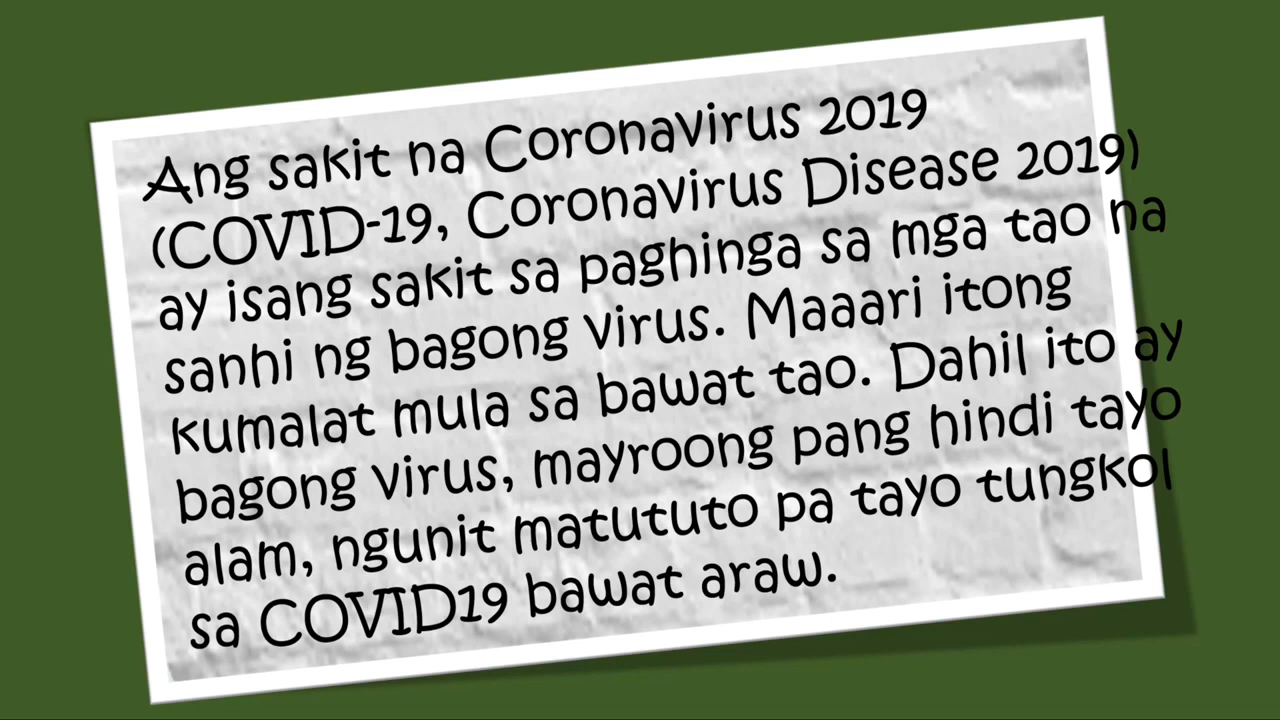 Ang sakit na Coronavirus 2019
(COVID-19, Coronavirus Disease 2019)
ay isang sakit sa paghinga sa mga tao na
sanhi ng bagong virus. Maaari itong
kumalat mula sa bawat tao. Dahil ito ay
bagong virus, mayroong pang hindi tayo
alam, ngunit matututo pa tayo tungkol
sa COVID19 bawat araw.